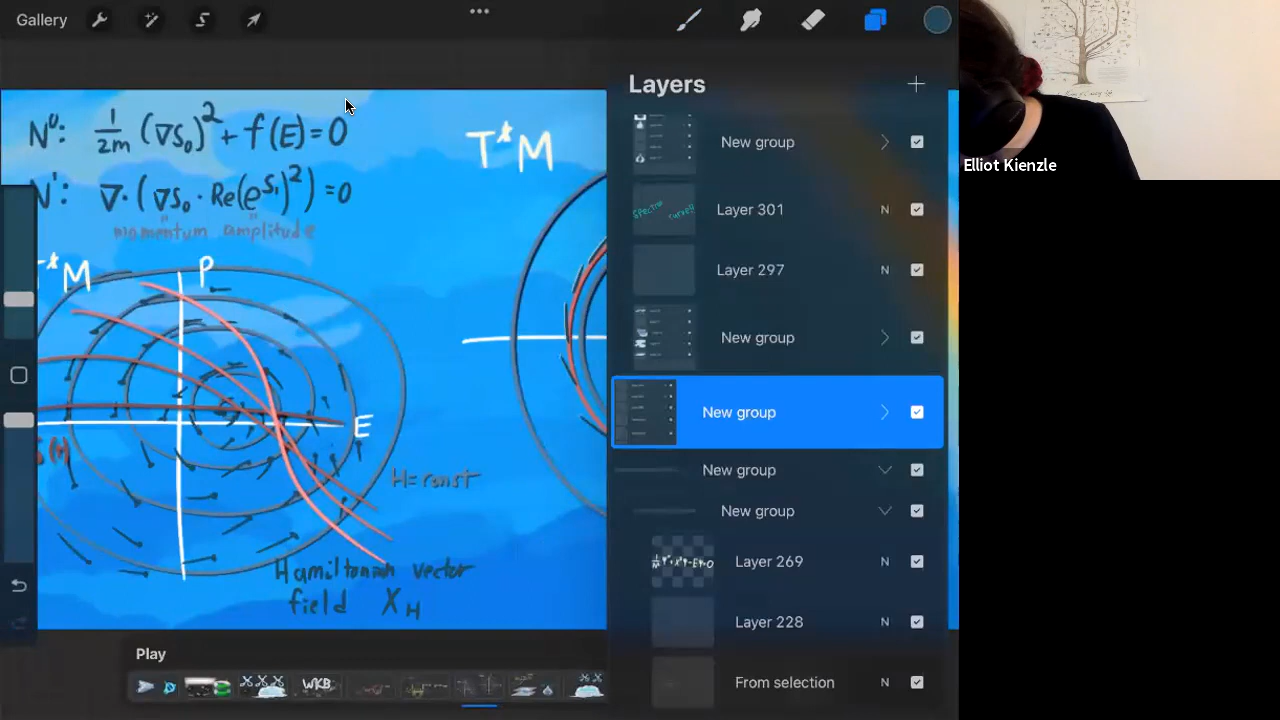 Gallery
Layers
N⁰: 1/2m (∇S₀)² + f(E) = 0
N¹: ∇·(∇S₀ · Re(e^S₁)²) = 0
momentum amplitude
T*M
P
E
H=const
Hamiltonian vector
field X_H
T*M
New group
Layer 301 N
spectral curves
Layer 297 N
New group
New group
New group
New group
Layer 269 N
Layer 228 N
From selection N
Play
WKB
Elliot Kienzle